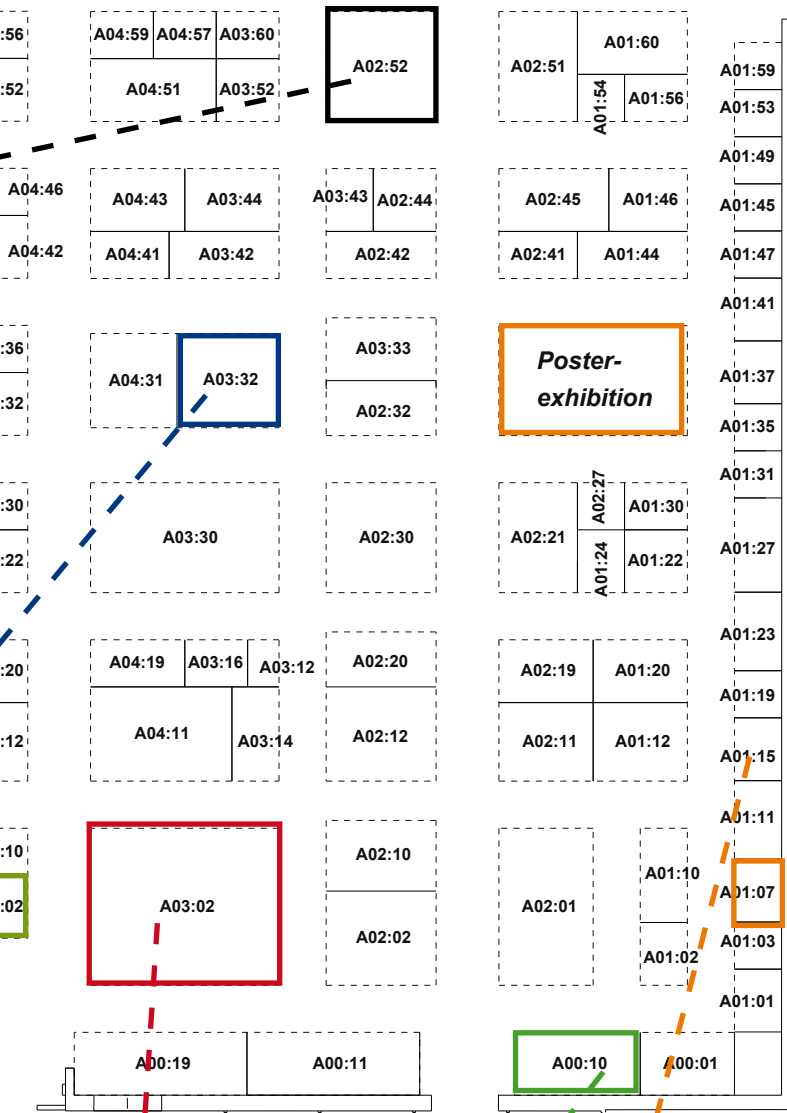 :56 A04:59 A04:57 A03:60 A02:52 A02:51 A01:60 A01:59
:52 A04:51 A03:52 A01:54 A01:56 A01:53
A01:49
A04:46 A04:43 A03:44 A03:43 A02:44 A02:45 A01:46 A01:45
A04:42 A04:41 A03:42 A02:42 A02:41 A01:44 A01:47
A01:41
:36 A03:33 Poster-
A04:31 A03:32 exhibition A01:37
:32 A02:32 A01:35
A01:31
:30 A02:27 A01:30
A03:30 A02:30 A02:21 A01:27
:22 A01:24 A01:22
A01:23
:20 A04:19 A03:16 A03:12 A02:20 A02:19 A01:20
A01:19
:12 A04:11 A03:14 A02:12 A02:11 A01:12 A01:15
A01:11
:10 A02:10 A01:10
:02 A03:02 A02:01 A01:07
A02:02 A01:03
A01:02
A01:01
A00:19 A00:11 A00:10 A00:01